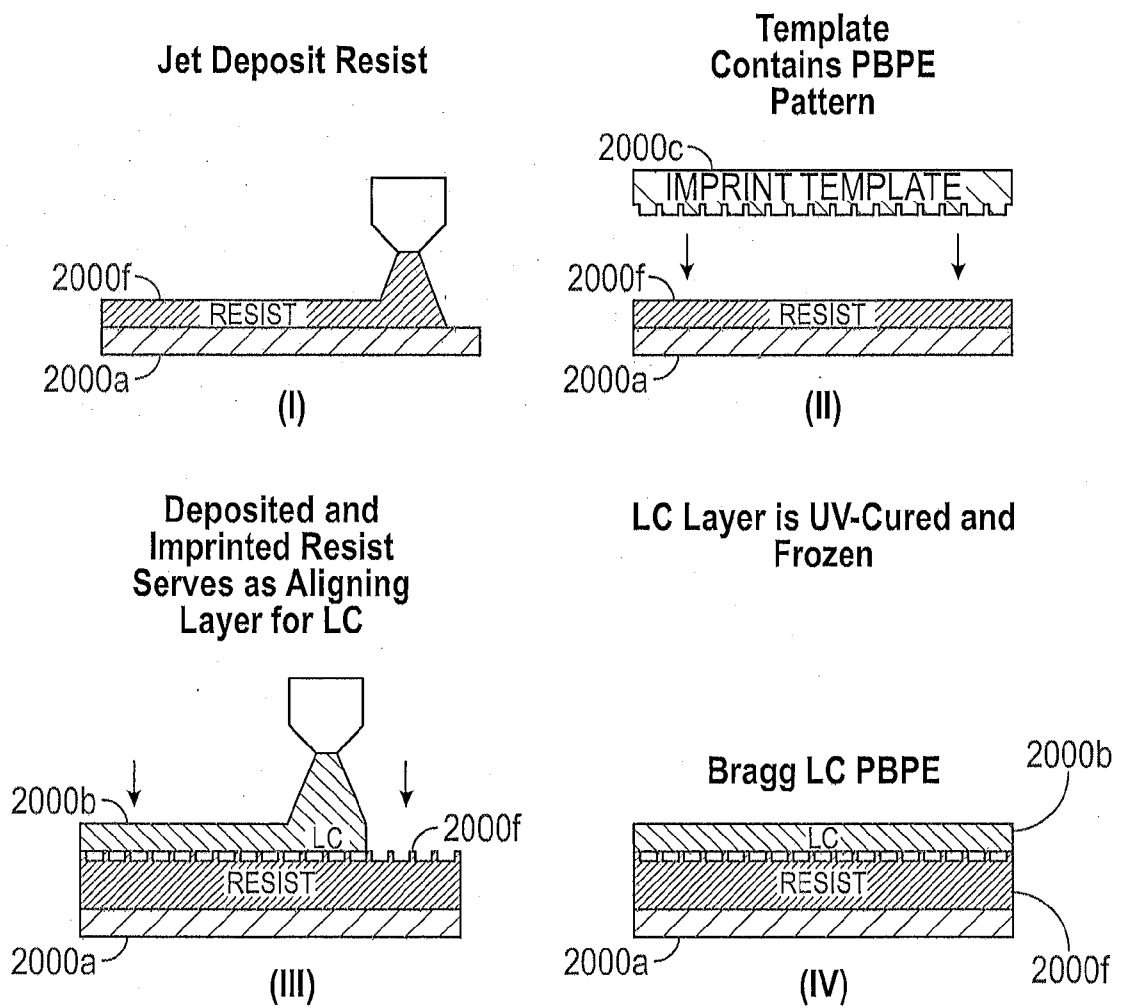 Jet Deposit Resist
2000f
RESIST
2000a
(I)
Template
Contains PBPE
Pattern
2000c
IMPRINT TEMPLATE
2000f
RESIST
2000a
(II)
Deposited and
Imprinted Resist
Serves as Aligning
Layer for LC
2000b
LC
2000f
RESIST
2000a
(III)
LC Layer is UV-Cured and
Frozen
Bragg LC PBPE
2000b
LC
RESIST
2000a
2000f
(IV)